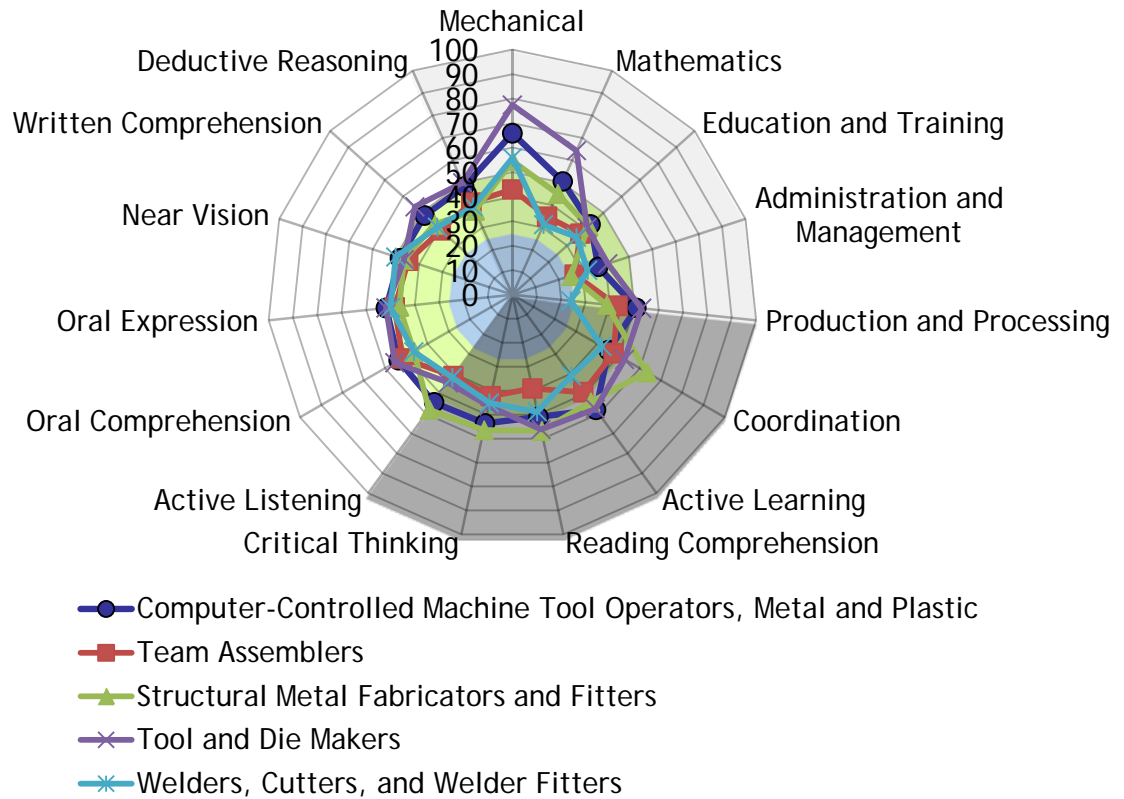 Mechanical
Deductive Reasoning
Mathematics
Written Comprehension
Education and Training
Near Vision
Administration and
Management
Oral Expression
Production and Processing
Oral Comprehension
Coordination
Active Listening
Active Learning
Critical Thinking
Reading Comprehension
100
90
80
70
60
50
40
30
20
10
0
Computer-Controlled Machine Tool Operators, Metal and Plastic
Team Assemblers
Structural Metal Fabricators and Fitters
Tool and Die Makers
Welders, Cutters, and Welder Fitters